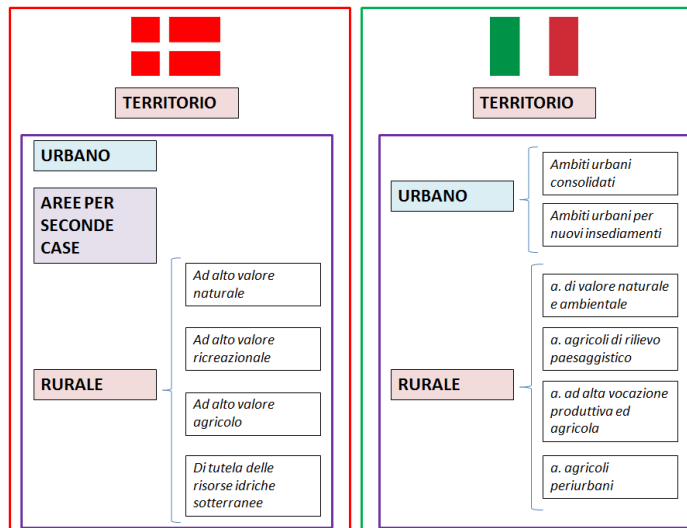 TERRITORIO
URBANO
AREE PER
SECONDE
CASE
RURALE
Ad alto valore
naturale
Ad alto valore
ricreazionale
Ad alto valore
agricolo
Di tutela delle
risorse idriche
sotterranee
TERRITORIO
URBANO
Ambiti urbani
consolidati
Ambiti urbani per
nuovi insediamenti
RURALE
a. di valore naturale
e ambientale
a. agricoli di rilievo
paesaggistico
a. ad alta vocazione
produttiva ed
agricola
a. agricoli
periurbani